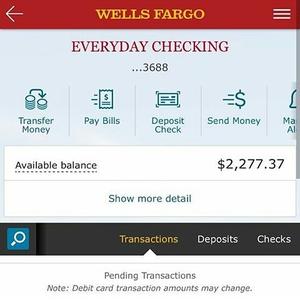 WELLS FARGO
EVERYDAY CHECKING
...3688
Transfer
Money
Pay Bills
Deposit
Check
Send Money
Ma
Al
Available balance
$2,277.37
Show more detail
Transactions
Deposits
Checks
Pending Transactions
Note: Debit card transaction amounts may change.